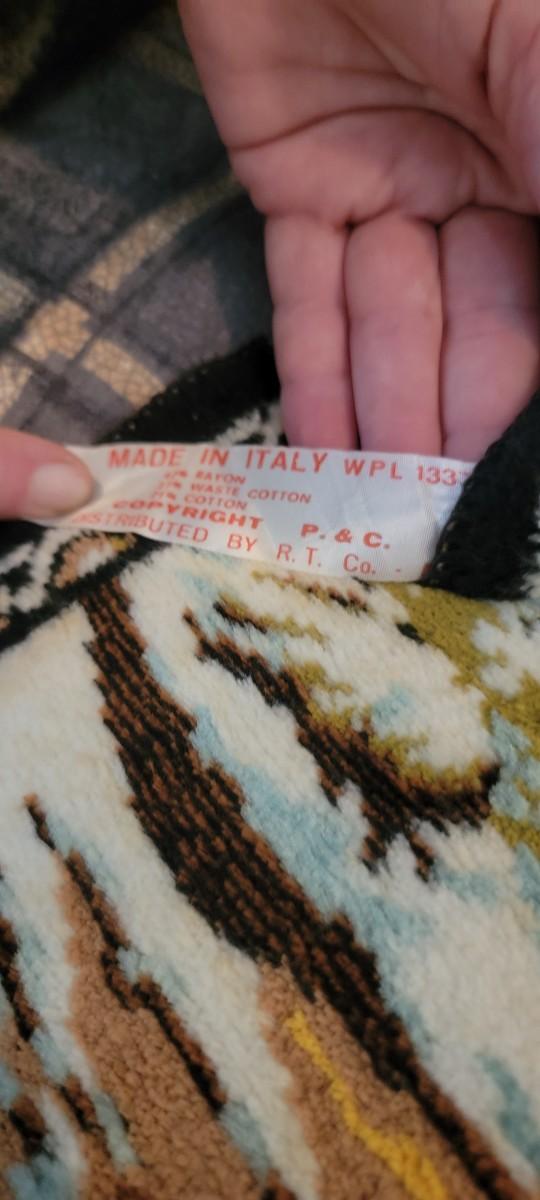 MADE IN ITALY WPL 133
% RAYON
% WASTE COTTON
% COTTON
COPYRIGHT P. & C.
DISTRIBUTED BY R.T. Co. -